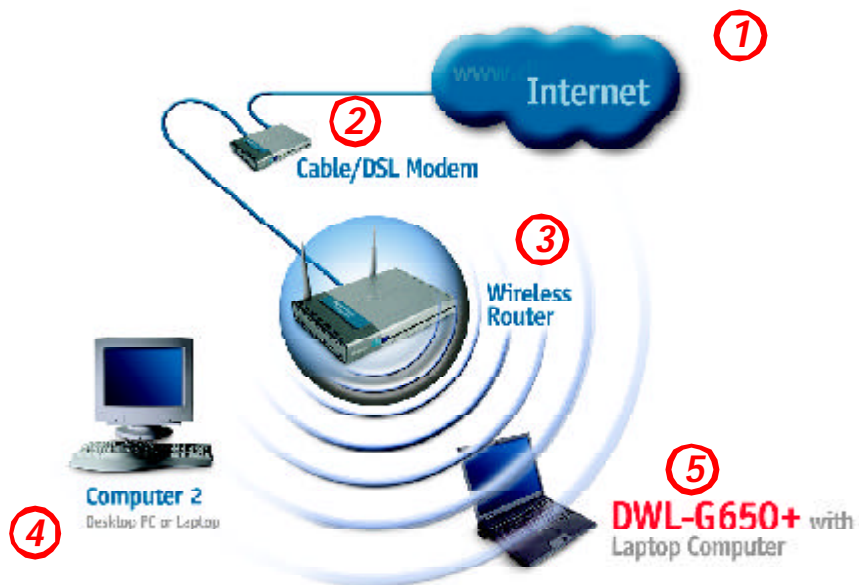 1
Internet
2
Cable/DSL Modem
3
Wireless
Router
Computer 2
Desktop PC or Laptop
4
5
DWL-G650+ with
Laptop Computer